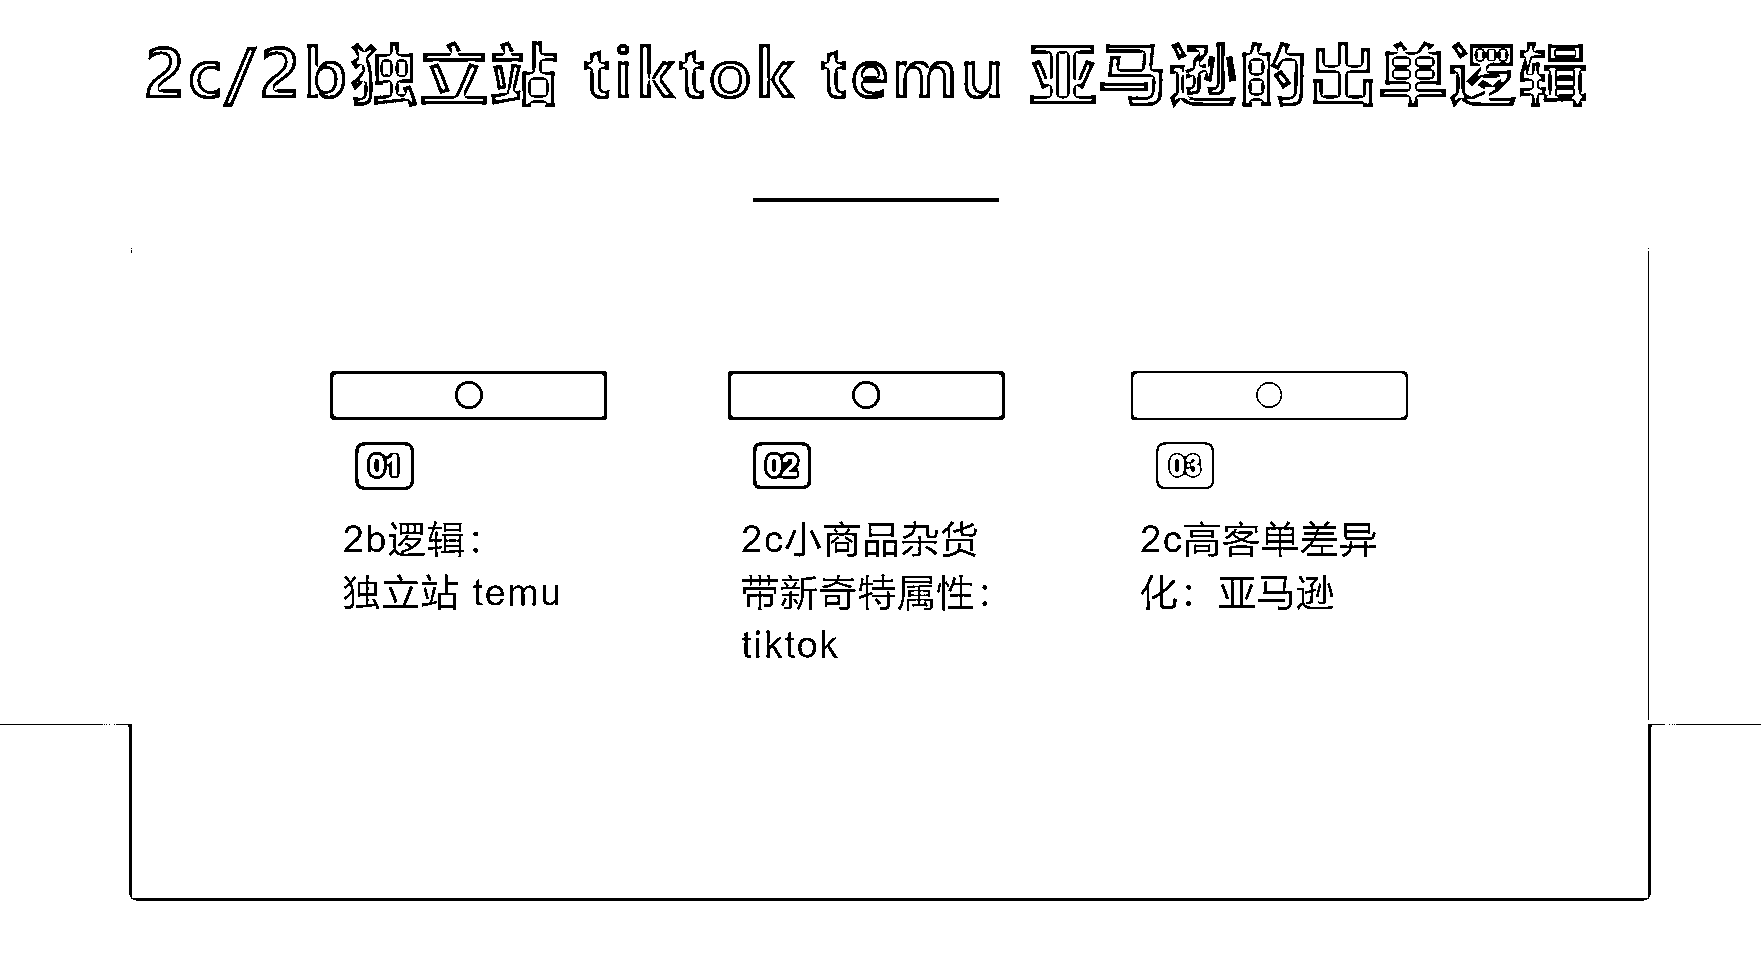 2c/2b独立站 tiktok temu 亚马逊的出单逻辑
01
2b逻辑：
独立站 temu
02
2c小商品杂货
带新奇特属性：
tiktok
03
2c高客单差异
化：亚马逊